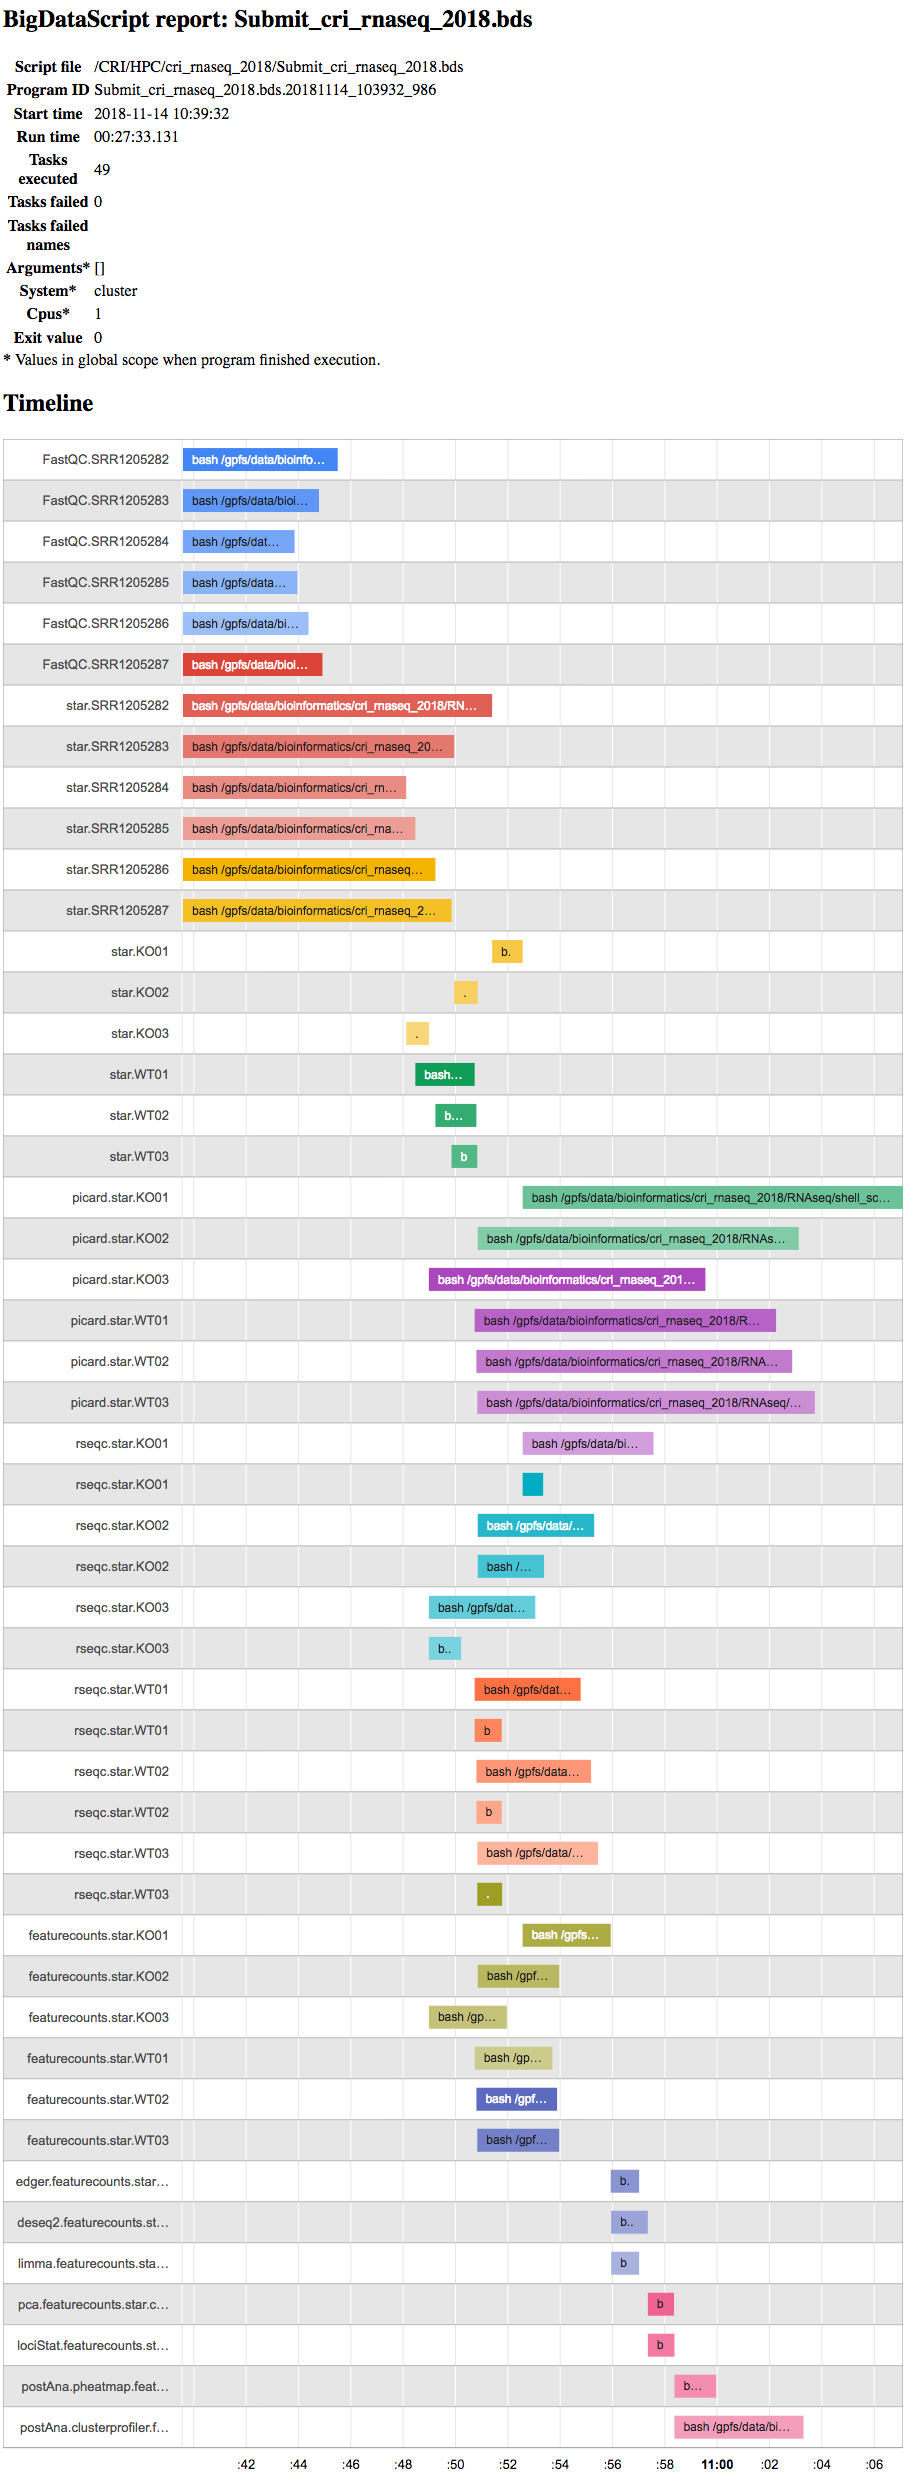 BigDataScript report: Submit_cri_rnaseq_2018.bds
Script file /CRI/HPC/cri_rnaseq_2018/Submit_cri_rnaseq_2018.bds
Program ID Submit_cri_rnaseq_2018.bds.20181114_103932_986
Start time 2018-11-14 10:39:32
Run time 00:27:33.131
Tasks
executed 49
Tasks failed 0
Tasks failed
names
Arguments* []
System* cluster
Cpus* 1
Exit value 0
* Values in global scope when program finished execution.
Timeline
FastQC.SRR1205282 bash /gpfs/data/bioinfo…
FastQC.SRR1205283 bash /gpfs/data/bioi…
FastQC.SRR1205284 bash /gpfs/dat…
FastQC.SRR1205285 bash /gpfs/data…
FastQC.SRR1205286 bash /gpfs/data/bi…
FastQC.SRR1205287 bash /gpfs/data/bioi…
star.SRR1205282 bash /gpfs/data/bioinformatics/cri_rnaseq_2018/RN…
star.SRR1205283 bash /gpfs/data/bioinformatics/cri_rnaseq_20…
star.SRR1205284 bash /gpfs/data/bioinformatics/cri_rn…
star.SRR1205285 bash /gpfs/data/bioinformatics/cri_rna…
star.SRR1205286 bash /gpfs/data/bioinformatics/cri_rnaseq…
star.SRR1205287 bash /gpfs/data/bioinformatics/cri_rnaseq_2…
star.KO01 b.
star.KO02 .
star.KO03 .
star.WT01 bash…
star.WT02 b…
star.WT03 b
picard.star.KO01 bash /gpfs/data/bioinformatics/cri_rnaseq_2018/RNAseq/shell_sc…
picard.star.KO02 bash /gpfs/data/bioinformatics/cri_rnaseq_2018/RNAs…
picard.star.KO03 bash /gpfs/data/bioinformatics/cri_rnaseq_201…
picard.star.WT01 bash /gpfs/data/bioinformatics/cri_rnaseq_2018/R…
picard.star.WT02 bash /gpfs/data/bioinformatics/cri_rnaseq_2018/RNA…
picard.star.WT03 bash /gpfs/data/bioinformatics/cri_rnaseq_2018/RNAseq/…
rseqc.star.KO01 bash /gpfs/data/bi…
rseqc.star.KO01
rseqc.star.KO02 bash /gpfs/data/…
rseqc.star.KO02 bash /…
rseqc.star.KO03 bash /gpfs/dat…
rseqc.star.KO03 b..
rseqc.star.WT01 bash /gpfs/dat…
rseqc.star.WT01 b
rseqc.star.WT02 bash /gpfs/data…
rseqc.star.WT02 b
rseqc.star.WT03 bash /gpfs/data/…
rseqc.star.WT03 .
featurecounts.star.KO01 bash /gpfs…
featurecounts.star.KO02 bash /gpf…
featurecounts.star.KO03 bash /gp…
featurecounts.star.WT01 bash /gp…
featurecounts.star.WT02 bash /gpf…
featurecounts.star.WT03 bash /gpf…
edger.featurecounts.star… b.
deseq2.featurecounts.st… b..
limma.featurecounts.sta… b
pca.featurecounts.star.c… b
lociStat.featurecounts.st… b
postAna.pheatmap.feat… b…
postAna.clusterprofiler.f… bash /gpfs/data/bi…
:42 :44 :46 :48 :50 :52 :54 :56 :58 11:00 :02 :04 :06